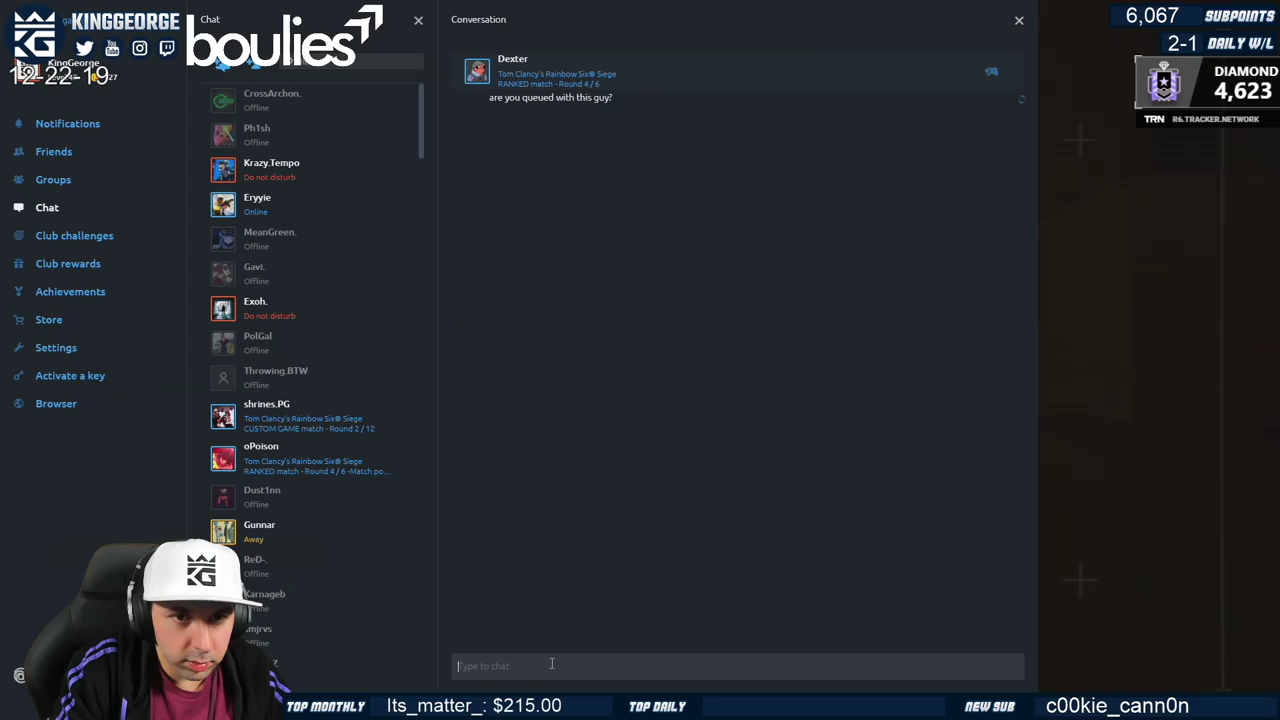 KINGGEORGE
KingGeorge
27
12-22-19
boulies
Notifications
Friends
Groups
Chat
Club challenges
Club rewards
Achievements
Store
Settings
Activate a key
Browser
Chat
CrossArchon.
Offline
Ph1sh
Offline
Krazy.Tempo
Do not disturb
Eryyie
Online
MeanGreen.
Offline
Gavi.
Offline
Exoh.
Do not disturb
PolGal
Offline
Throwing.BTW
Offline
shrines.PG
Tom Clancy's Rainbow Six® Siege
CUSTOM GAME match - Round 2 / 12
oPoison
Tom Clancy's Rainbow Six® Siege
RANKED match - Round 4 / 6 -Match po...
Dust1nn
Offline
Gunnar
Away
ReD-.
Offline
Karnageb
KG
Conversation
Dexter
Tom Clancy's Rainbow Six® Siege
RANKED match - Round 4 / 6
are you queued with this guy?
Type to chat
6,067 SUBPOINTS
2-1 DAILY W/L
DIAMOND
4,623
TRN R6.TRACKER.NETWORK
TOP MONTHLY
Its_matter_: $215.00
TOP DAILY
NEW SUB
c00kie_cann0n